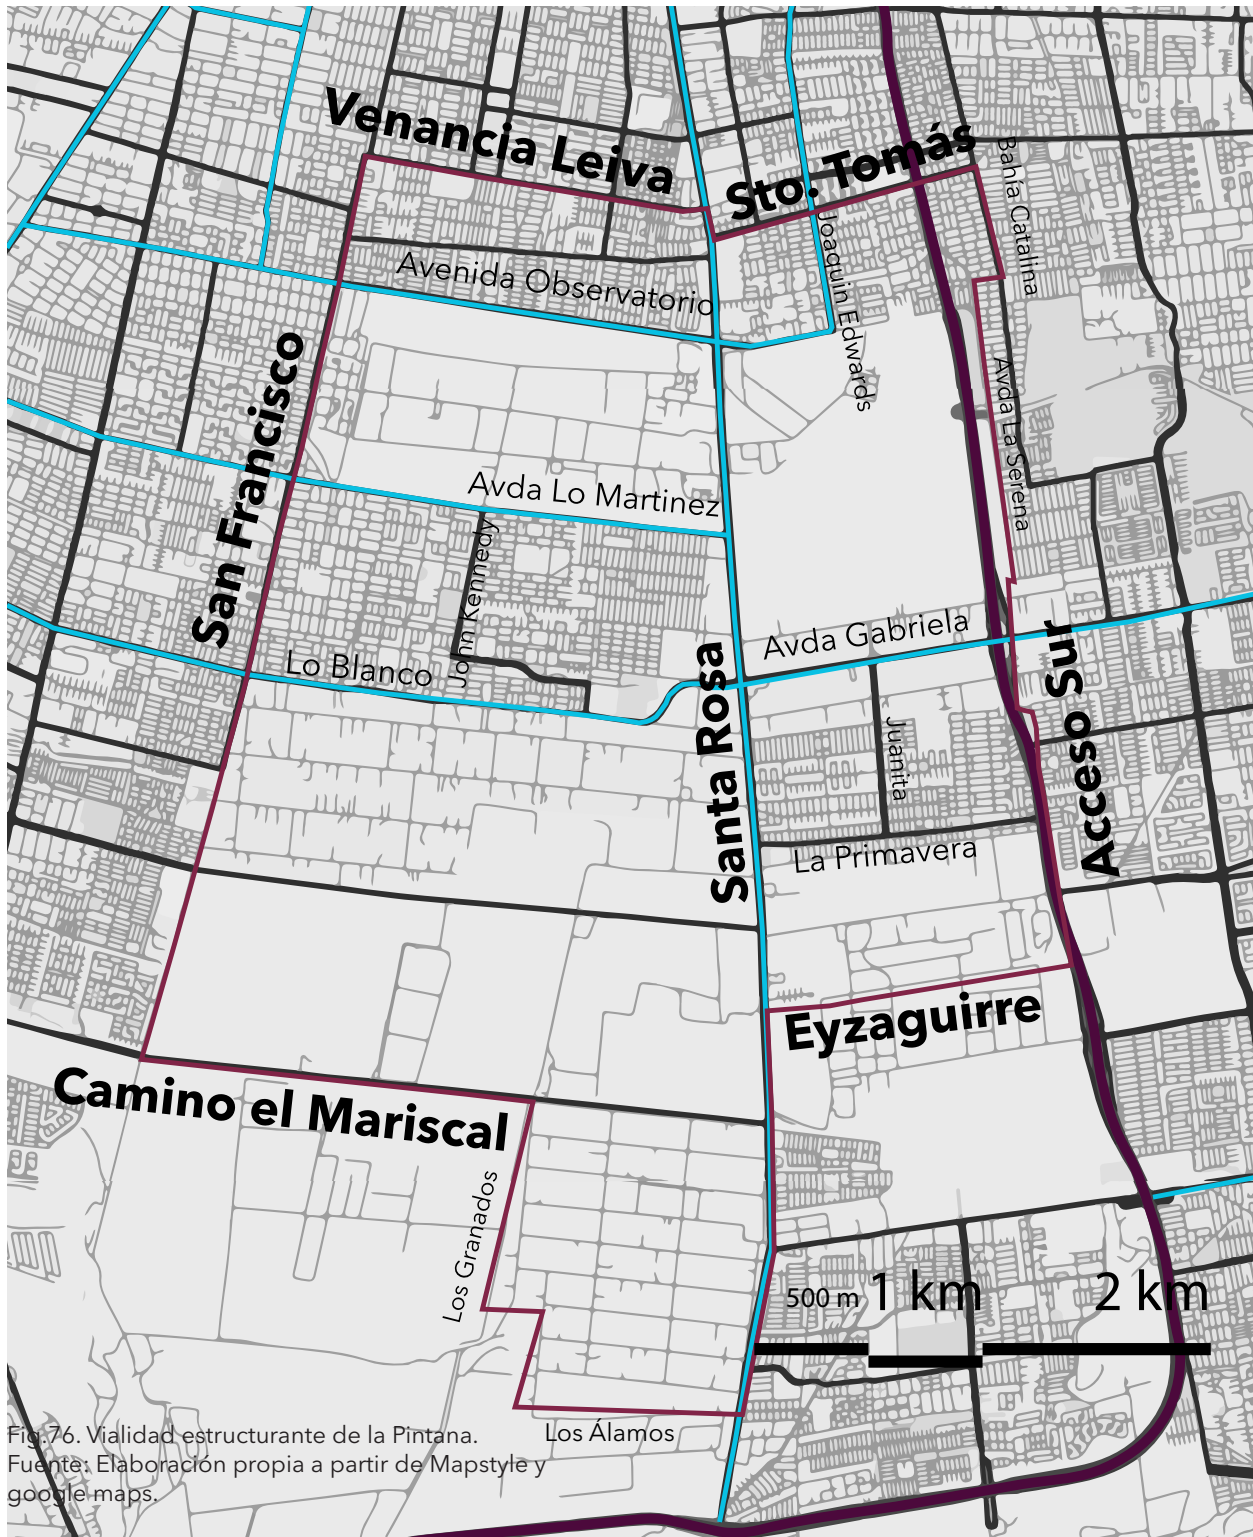 Venancia Leiva
Sto. Tomás
Bahía Catalina
Joaquin Edwards
Avenida Observatorio
San Francisco
Avda La Serena
Avda Lo Martinez
John Kennedy
Avda Gabriela
Lo Blanco
Santa Rosa
Acceso Sur
Juanita
La Primavera
Eyzaguirre
Camino el Mariscal
Los Granados
500 m 1 km 2 km
Los Álamos
Fig.76. Vialidad estructurante de la Pintana.
Fuente: Elaboración propia a partir de Mapstyle y
google maps.